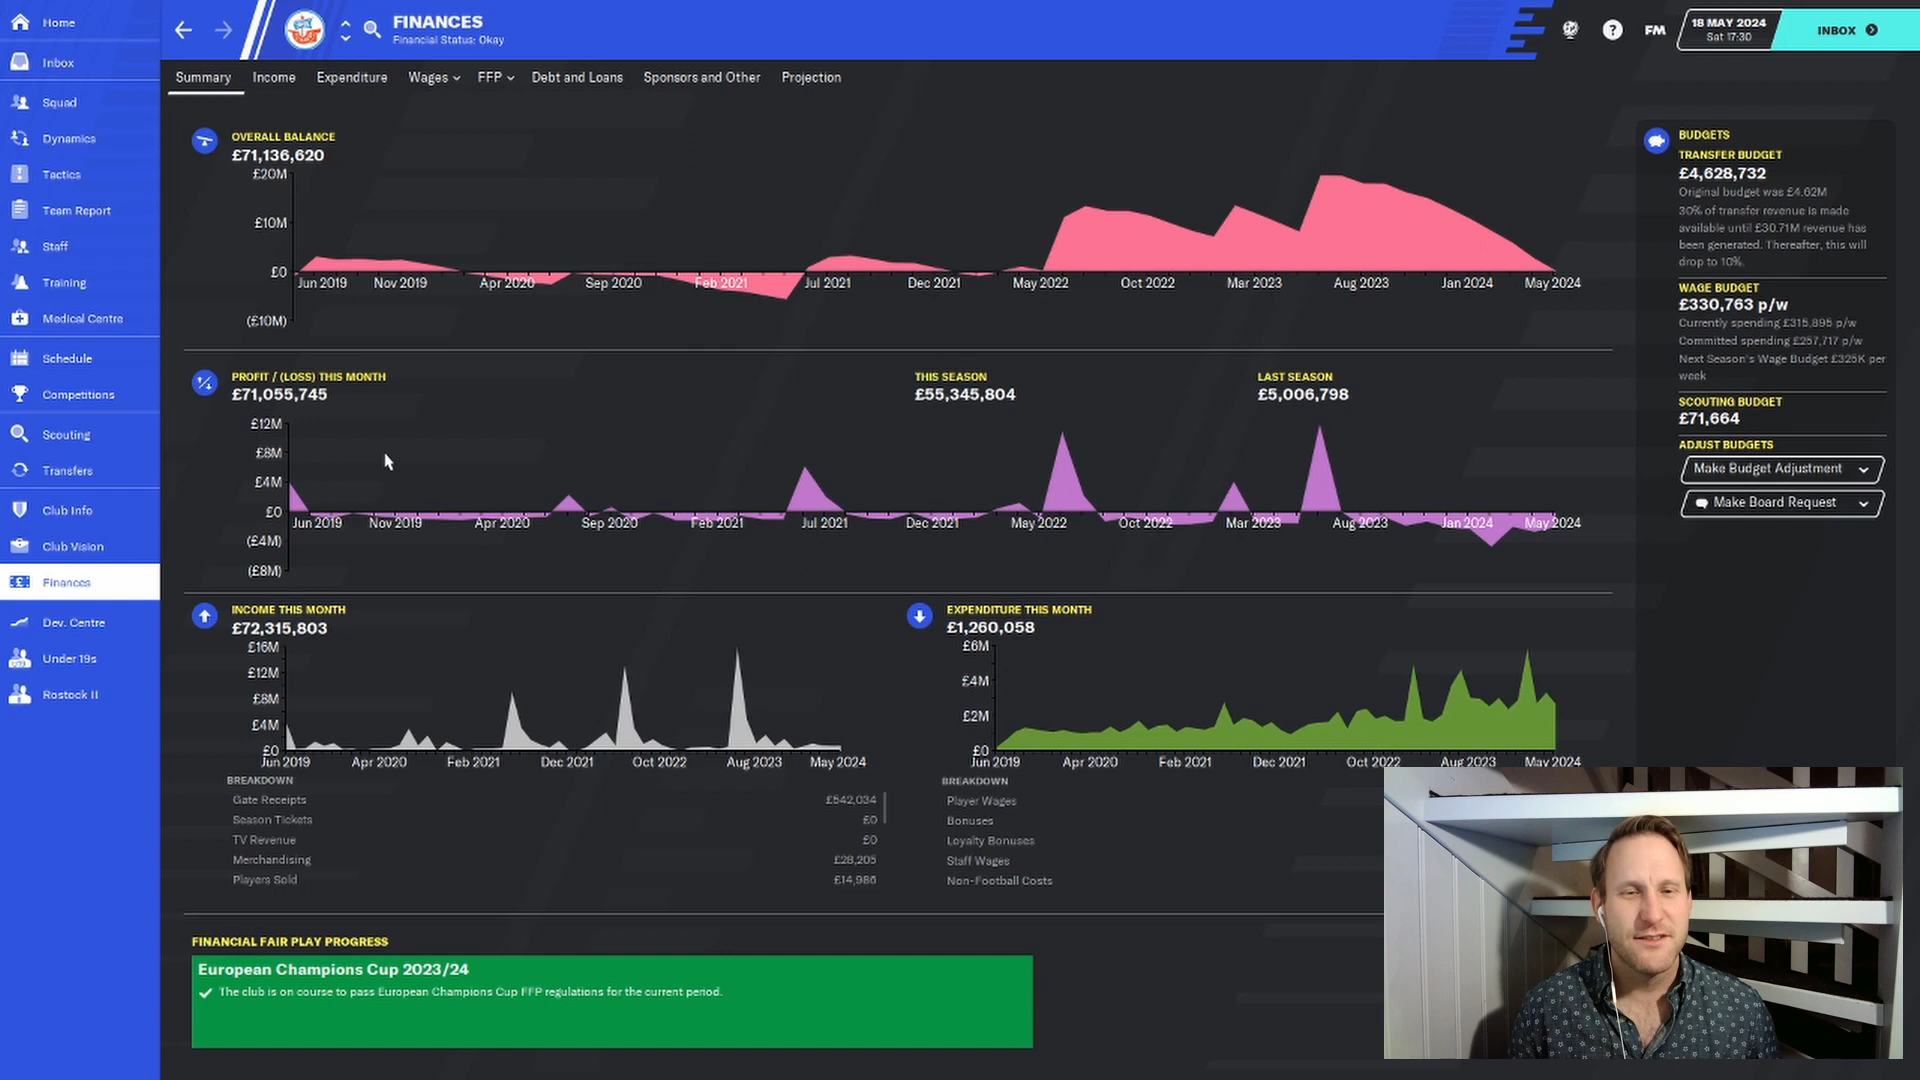 Home
Inbox
Squad
Dynamics
Tactics
Team Report
Staff
Training
Medical Centre
Schedule
Competitions
Scouting
Transfers
Club Info
Club Vision
Finances
Dev. Centre
Under 19s
Rostock II
FINANCES
Financial Status: Okay
FM
18 MAY 2024
Sat 17:30
INBOX
Summary Income Expenditure Wages FFP Debt and Loans Sponsors and Other Projection
OVERALL BALANCE
£71,136,620
£20M
£10M
£0
(£10M)
Jun 2019 Nov 2019 Apr 2020 Sep 2020 Feb 2021 Jul 2021 Dec 2021 May 2022 Oct 2022 Mar 2023 Aug 2023 Jan 2024 May 2024
PROFIT / (LOSS) THIS MONTH
£71,055,745
THIS SEASON
£55,345,804
LAST SEASON
£5,006,798
£12M
£8M
£4M
£0
(£4M)
(£8M)
Jun 2019 Nov 2019 Apr 2020 Sep 2020 Feb 2021 Jul 2021 Dec 2021 May 2022 Oct 2022 Mar 2023 Aug 2023 Jan 2024 May 2024
INCOME THIS MONTH
£72,315,803
£16M
£12M
£8M
£4M
£0
Jun 2019 Apr 2020 Feb 2021 Dec 2021 Oct 2022 Aug 2023 May 2024
BREAKDOWN
Gate Receipts £542,034
Season Tickets £0
TV Revenue £0
Merchandising £28,205
Players Sold £14,986
EXPENDITURE THIS MONTH
£1,260,058
£6M
£4M
£2M
£0
Jun 2019 Apr 2020 Feb 2021 Dec 2021 Oct 2022 Aug 2023 May 2024
BREAKDOWN
Player Wages
Bonuses
Loyalty Bonuses
Staff Wages
Non-Football Costs
FINANCIAL FAIR PLAY PROGRESS
European Champions Cup 2023/24
The club is on course to pass European Champions Cup FFP regulations for the current period.
BUDGETS
TRANSFER BUDGET
£4,628,732
Original budget was £4.62M
30% of transfer revenue is made
available until £30.71M revenue has
been generated. Thereafter, this will
drop to 10%.
WAGE BUDGET
£330,763 p/w
Currently spending £315,895 p/w
Committed spending £257,717 p/w
Next Season's Wage Budget £325K per
week
SCOUTING BUDGET
£71,664
ADJUST BUDGETS
Make Budget Adjustment
Make Board Request